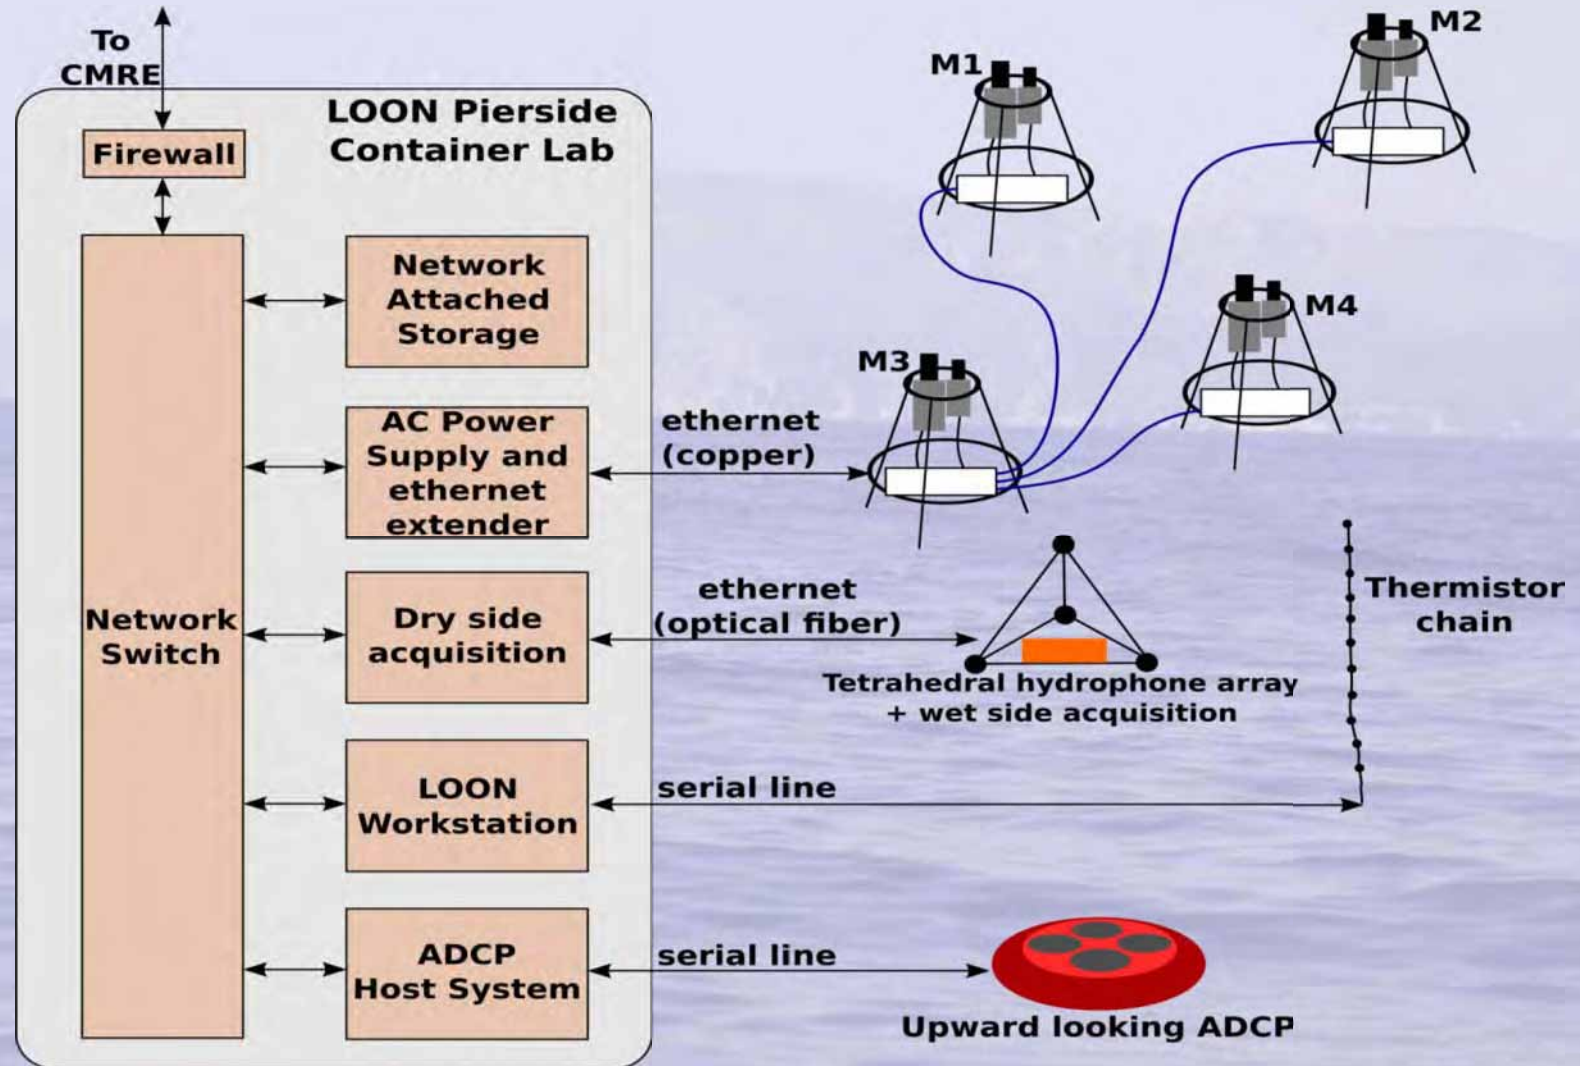 To
CMRE
LOON Pierside
Container Lab
Firewall
Network
Switch
Network
Attached
Storage
AC Power
Supply and
ethernet
extender
Dry side
acquisition
LOON
Workstation
ADCP
Host System
ethernet
(copper)
ethernet
(optical fiber)
serial line
serial line
M1
M2
M3
M4
Tetrahedral hydrophone array
+ wet side acquisition
Thermistor
chain
Upward looking ADCP